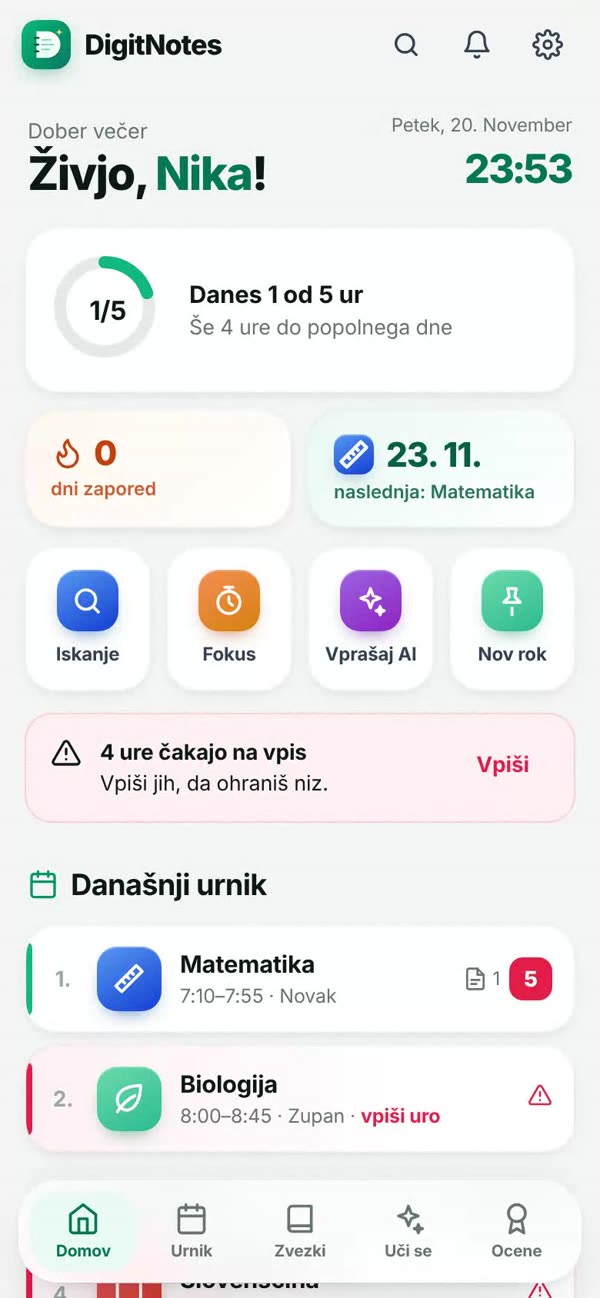 DigitNotes
Dober večer
Petek, 20. November
Živjo, Nika!
23:53
1/5
Danes 1 od 5 ur
Še 4 ure do popolnega dne
0
dni zapored
23. 11.
naslednja: Matematika
Iskanje
Fokus
Vprašaj AI
Nov rok
4 ure čakajo na vpis
Vpiši jih, da ohraniš niz.
Vpiši
Današnji urnik
1.
Matematika
7:10–7:55 · Novak
1
5
2.
Biologija
8:00–8:45 · Zupan · vpiši uro
Domov
Urnik
Zvezki
Uči se
Ocene
4.
Slovenščina